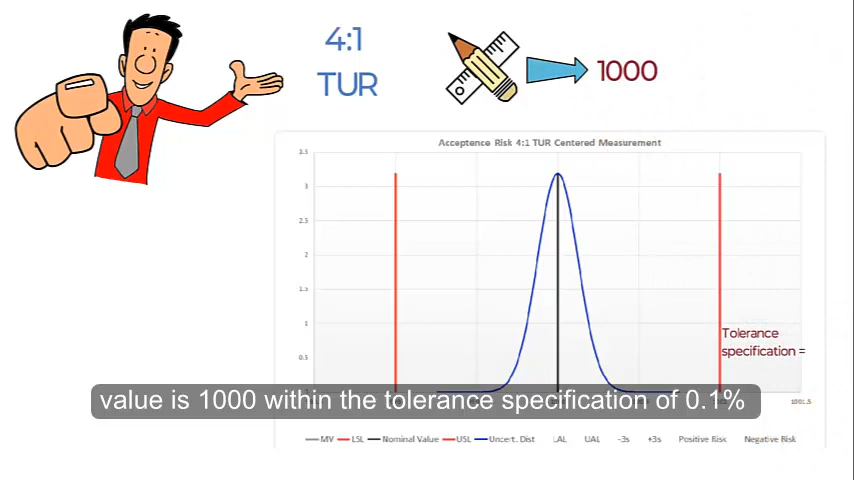 4:1
TUR
1000
Acceptence Risk 4:1 TUR Centered Measurement
3.5
3
2.5
2
1.5
1
0.5
Tolerance
specification =
value is 1000 within the tolerance specification of 0.1%
1001.5
MV LSL Nominal Value USL Uncert. Dist LAL UAL -3s +3s Positive Risk Negative Risk